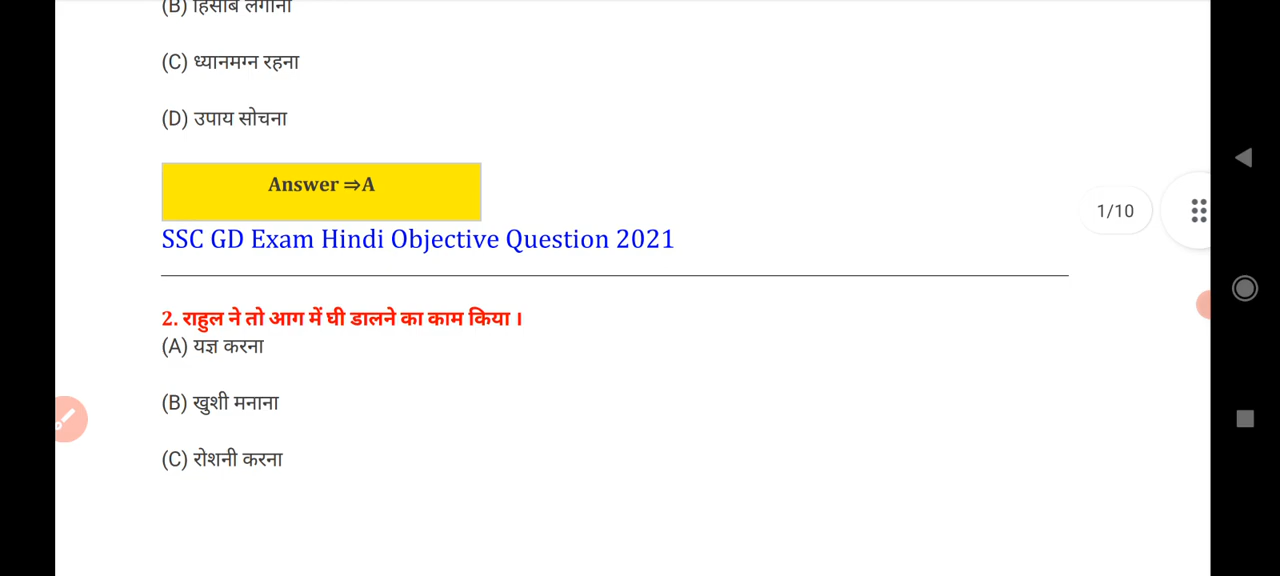 (B) हिसाब लगाना
(C) ध्यानमग्न रहना
(D) उपाय सोचना
Answer ⇒A
1/10
SSC GD Exam Hindi Objective Question 2021
2. राहुल ने तो आग में घी डालने का काम किया ।
(A) यज्ञ करना
(B) खुशी मनाना
(C) रोशनी करना